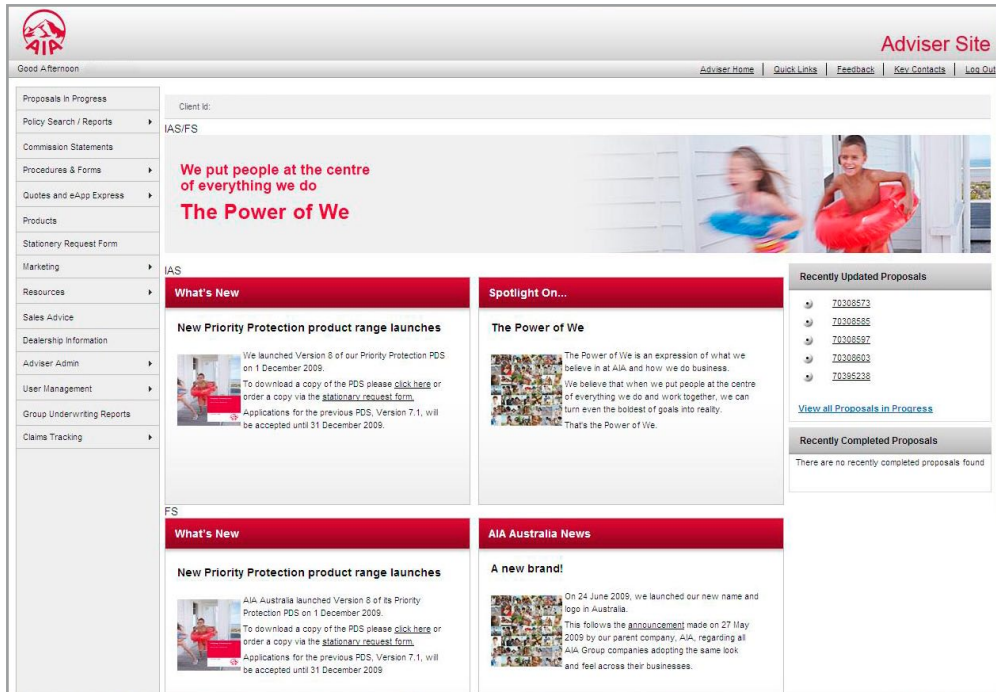 AIA
Adviser Site
Good Afternoon
Adviser Home | Quick Links | Feedback | Key Contacts | Log Out
Proposals In Progress
Policy Search / Reports
Commission Statements
Procedures & Forms
Quotes and eApp Express
Products
Stationery Request Form
Marketing
Resources
Sales Advice
Dealership Information
Adviser Admin
User Management
Group Underwriting Reports
Claims Tracking
Client Id:
IAS/FS
We put people at the centre
of everything we do
The Power of We
IAS
What's New
New Priority Protection product range launches
We launched Version 8 of our Priority Protection PDS
on 1 December 2009.
To download a copy of the PDS please click here or
order a copy via the stationary request form.
Applications for the previous PDS, Version 7.1, will
be accepted until 31 December 2009.
Spotlight On...
The Power of We
The Power of We is an expression of what we
believe in at AIA and how we do business.
We believe that when we put people at the centre
of everything we do and work together, we can
turn even the boldest of goals into reality.
That's the Power of We.
Recently Updated Proposals
70308573
70308585
70308597
70308603
70395238
View all Proposals in Progress
Recently Completed Proposals
There are no recently completed proposals found
FS
What's New
New Priority Protection product range launches
AIA Australia launched Version 8 of its Priority
Protection PDS on 1 December 2009.
To download a copy of the PDS please click here or
order a copy via the stationary request form.
Applications for the previous PDS, Version 7.1, will
be accepted until 31 December 2009
AIA Australia News
A new brand!
On 24 June 2009, we launched our new name and
logo in Australia.
This follows the announcement made on 27 May
2009 by our parent company, AIA, regarding all
AIA Group companies adopting the same look
and feel across their businesses.